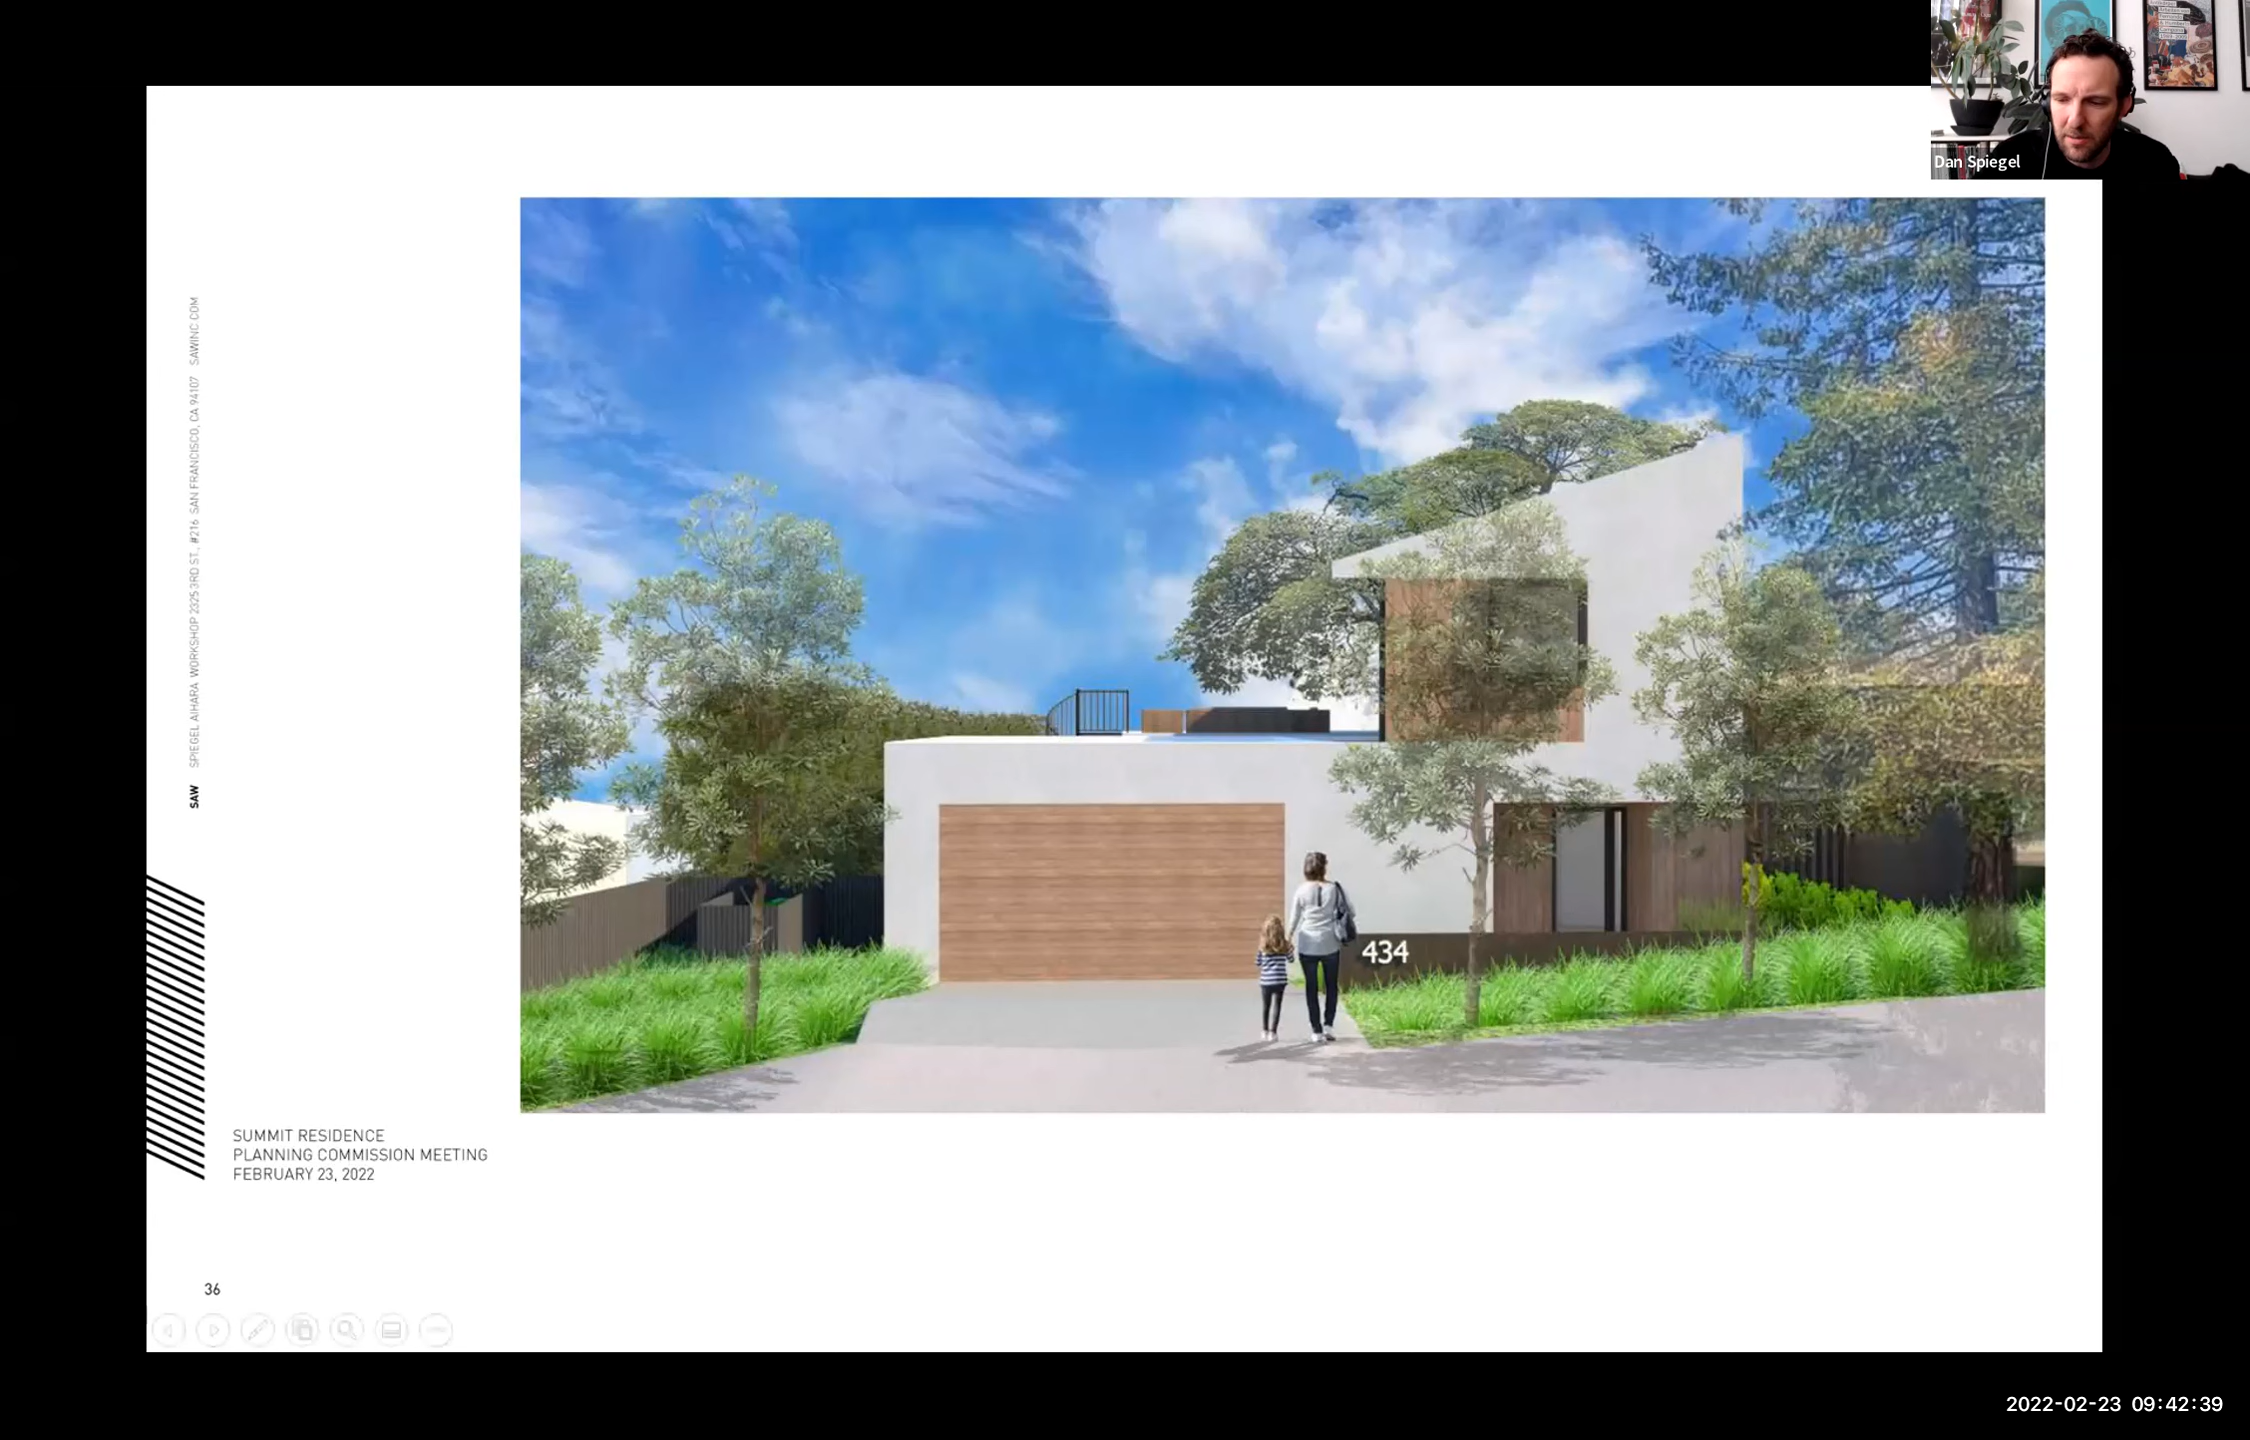 Dan Spiegel
SAW SPIEGEL AIHARA WORKSHOP 2325 3RD ST., #216 SAN FRANCISCO, CA 94107 SAWINC.COM
434
SUMMIT RESIDENCE
PLANNING COMMISSION MEETING
FEBRUARY 23, 2022
36
2022-02-23 09:42:39